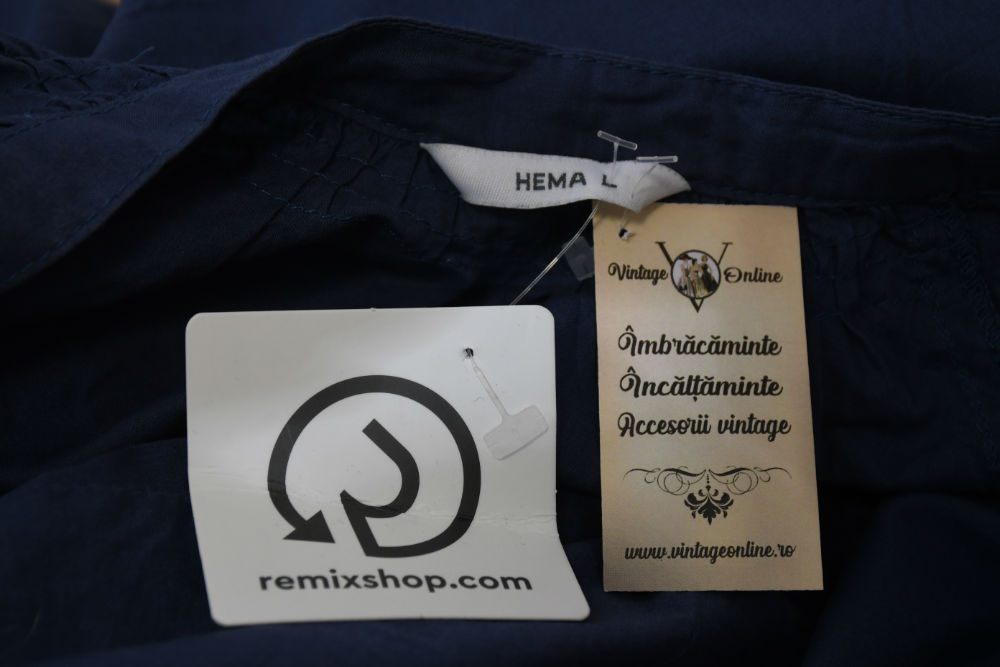 HEMA L
Vintage Online
Îmbrăcăminte
Încălțăminte
Accesorii vintage
www.vintageonline.ro
remixshop.com